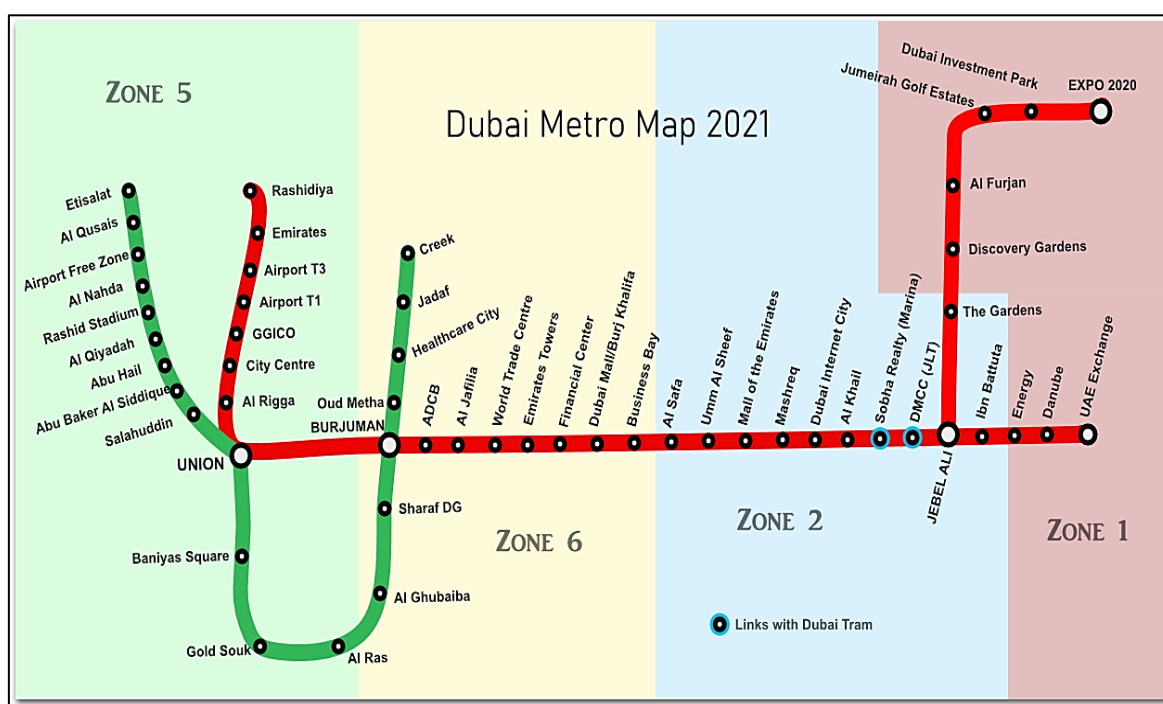 Zone 5
Dubai Metro Map 2021
Dubai Investment Park
Jumeirah Golf Estates
EXPO 2020
Etisalat
Al Qusais
Airport Free Zone
Al Nahda
Rashid Stadium
Al Qiyadah
Abu Hail
Abu Baker Al Siddique
Salahuddin
UNION
Rashidiya
Emirates
Airport T3
Airport T1
GGICO
City Centre
Al Rigga
Creek
Jadaf
Healthcare City
Oud Metha
BURJUMAN
ADCB
Al Jafilia
World Trade Centre
Emirates Towers
Financial Center
Dubai Mall/Burj Khalifa
Business Bay
Al Safa
Umm Al Sheef
Mall of the Emirates
Mashreq
Dubai Internet City
Al Khail
Sobha Realty (Marina)
DMCC (JLT)
Al Furjan
Discovery Gardens
The Gardens
JEBEL ALI
Ibn Battuta
Energy
Danube
UAE Exchange
Sharaf DG
Baniyas Square
Al Ghubaiba
Gold Souk
Al Ras
Zone 6
Zone 2
Zone 1
Links with Dubai Tram